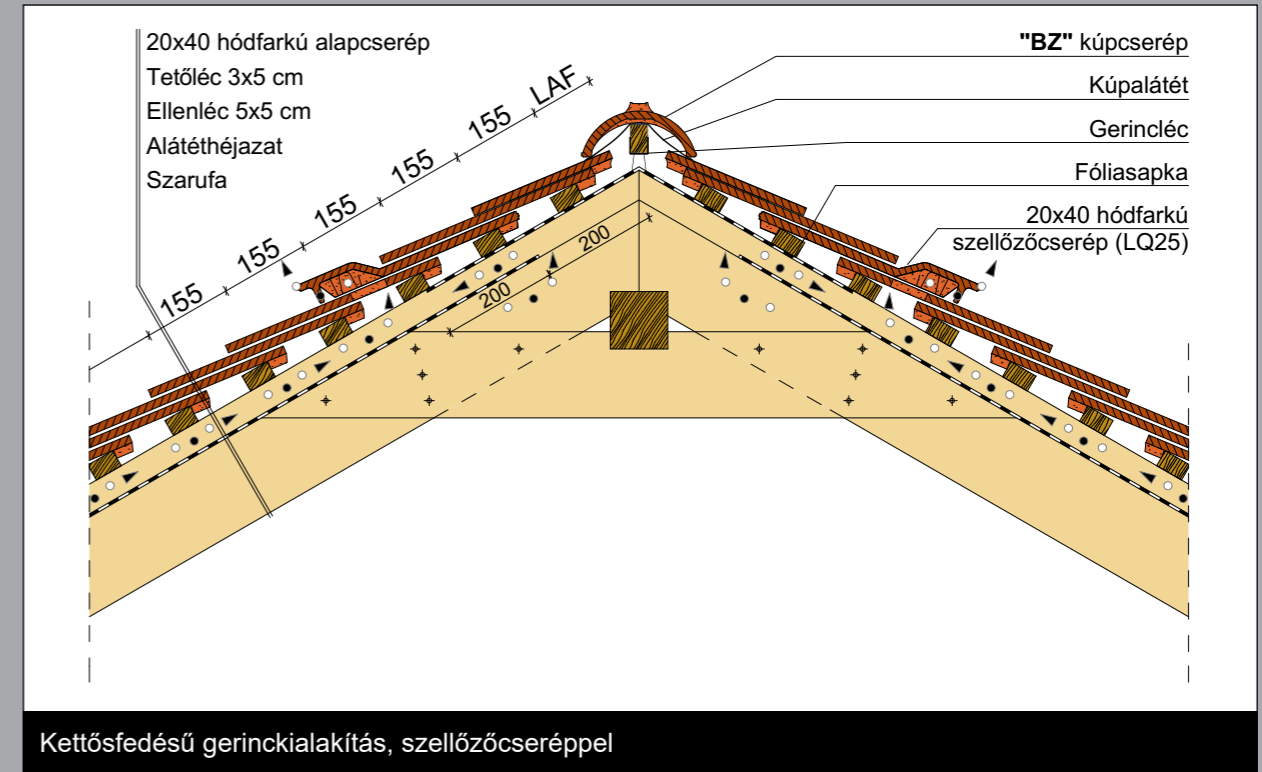 20x40 hódfarkú alapcserép
Tetőléc 3x5 cm
Ellenléc 5x5 cm
Alátéthéjazat
Szarufa
155
155
155
155
155
LAF
200
200
"BZ" kúpcserép
Kúpalátét
Gerincléc
Fóliasapka
20x40 hódfarkú
szellőzőcserép (LQ25)
Kettősfedésű gerinckialakítás, szellőzőcseréppel